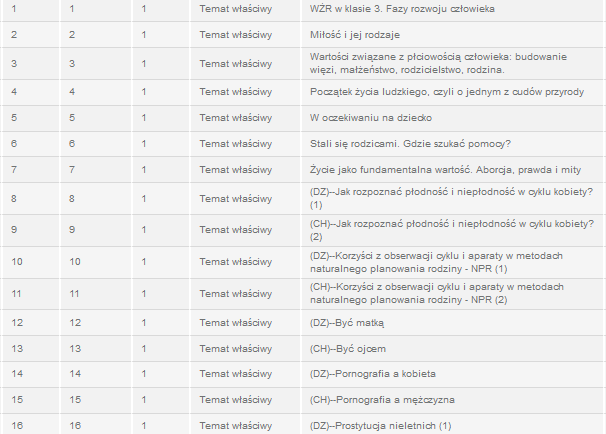 1 1 1 Temat właściwy WŻR w klasie 3. Fazy rozwoju człowieka
2 2 1 Temat właściwy Miłość i jej rodzaje
3 3 1 Temat właściwy Wartości związane z płciowością człowieka: budowanie
więzi, małżeństwo, rodzicielstwo, rodzina.
4 4 1 Temat właściwy Początek życia ludzkiego, czyli o jednym z cudów przyrody
5 5 1 Temat właściwy W oczekiwaniu na dziecko
6 6 1 Temat właściwy Stali się rodzicami. Gdzie szukać pomocy?
7 7 1 Temat właściwy Życie jako fundamentalna wartość. Aborcja, prawda i mity
8 8 1 Temat właściwy (DZ)--Jak rozpoznać płodność i niepłodność w cyklu kobiety?
(1)
9 9 1 Temat właściwy (CH)--Jak rozpoznać płodność i niepłodność w cyklu kobiety?
(2)
10 10 1 Temat właściwy (DZ)--Korzyści z obserwacji cyklu i aparaty w metodach
naturalnego planowania rodziny - NPR (1)
11 11 1 Temat właściwy (CH)--Korzyści z obserwacji cyklu i aparaty w metodach
naturalnego planowania rodziny - NPR (2)
12 12 1 Temat właściwy (DZ)--Być matką
13 13 1 Temat właściwy (CH)--Być ojcem
14 14 1 Temat właściwy (DZ)--Pornografia a kobieta
15 15 1 Temat właściwy (CH)--Pornografia a mężczyzna
16 16 1 Temat właściwy (DZ)--Prostytucja nieletnich (1)